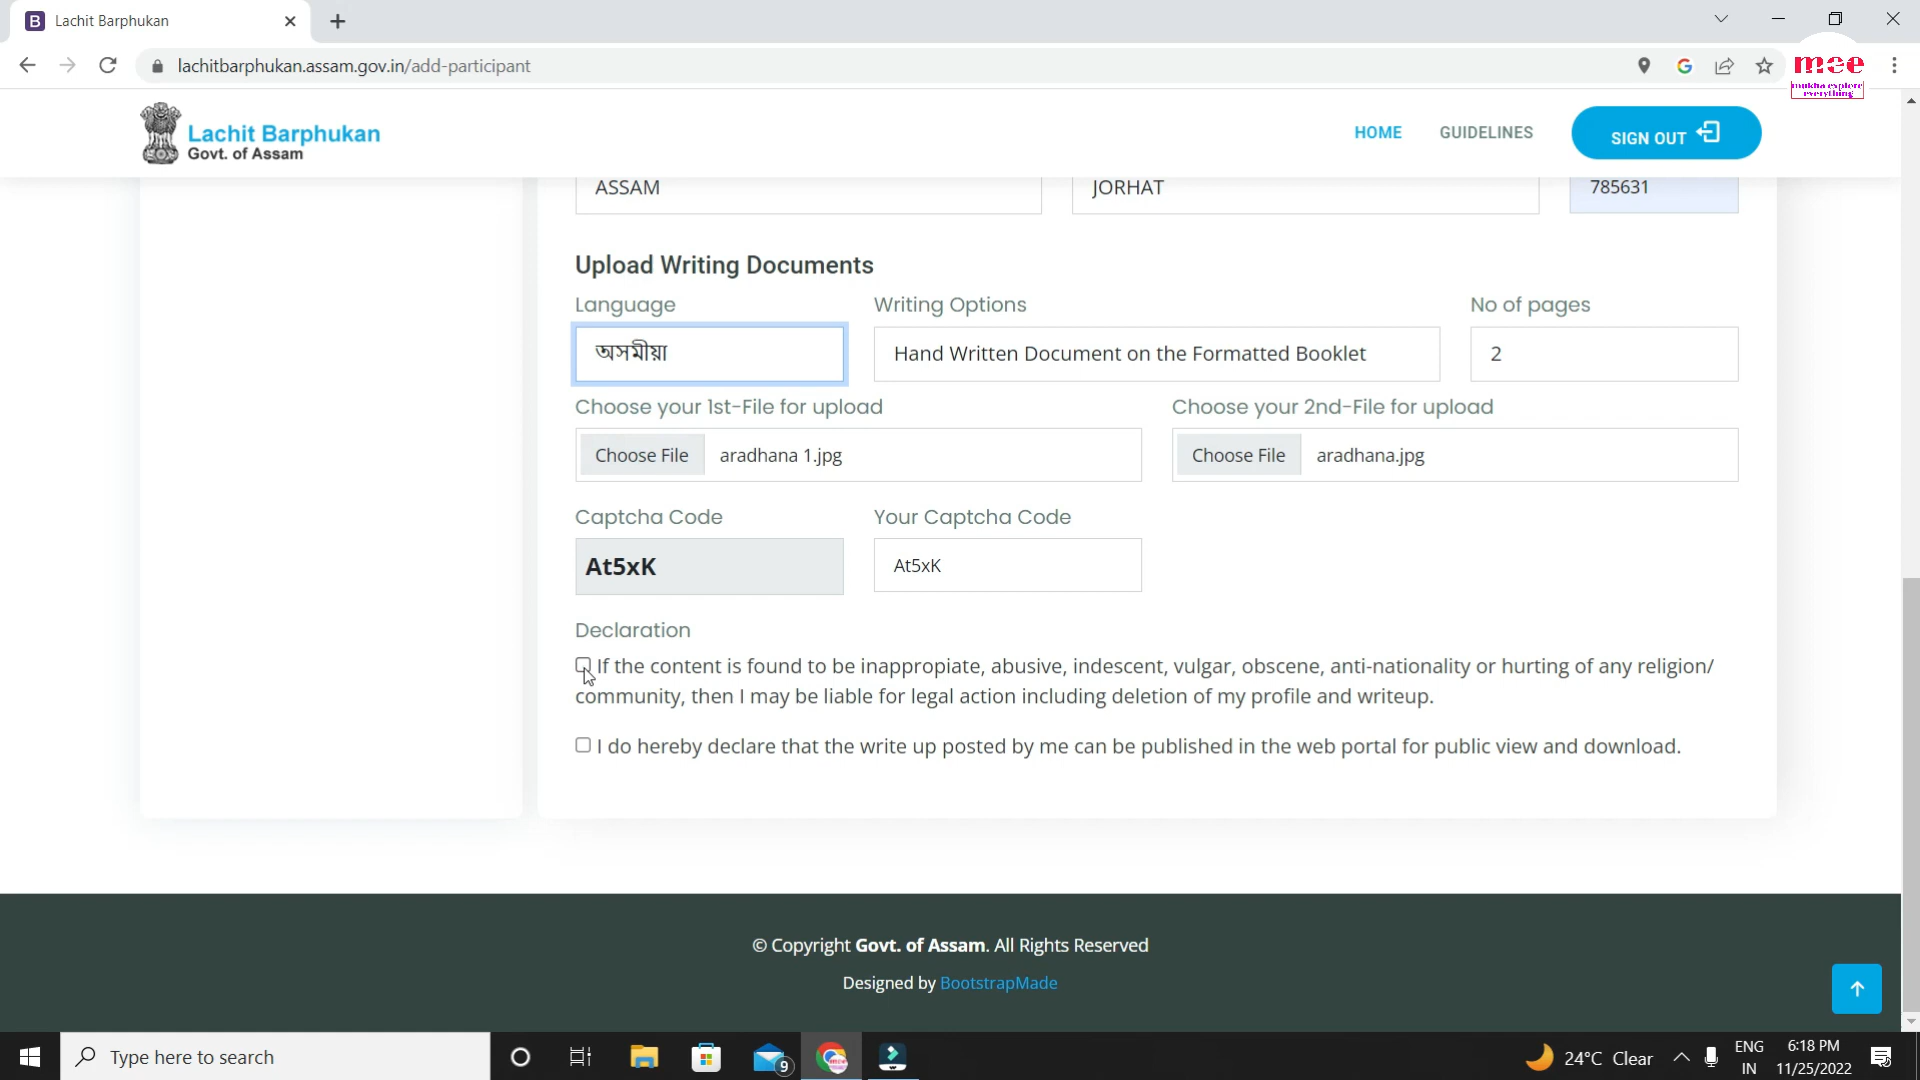 Lachit Barphukan
lachitbarphukan.assam.gov.in/add-participant
mae
mukha explore
everything
Lachit Barphukan
Govt. of Assam
HOME
GUIDELINES
SIGN OUT
ASSAM
JORHAT
785631
Upload Writing Documents
Language
Writing Options
No of pages
অসমীয়া
Hand Written Document on the Formatted Booklet
2
Choose your 1st-File for upload
Choose your 2nd-File for upload
Choose File
aradhana 1.jpg
Choose File
aradhana.jpg
Captcha Code
Your Captcha Code
At5xK
At5xK
Declaration
If the content is found to be inappropiate, abusive, indescent, vulgar, obscene, anti-nationality or hurting of any religion/
community, then I may be liable for legal action including deletion of my profile and writeup.
I do hereby declare that the write up posted by me can be published in the web portal for public view and download.
© Copyright Govt. of Assam. All Rights Reserved
Designed by BootstrapMade
Type here to search
9
24°C Clear
ENG
IN
6:18 PM
11/25/2022